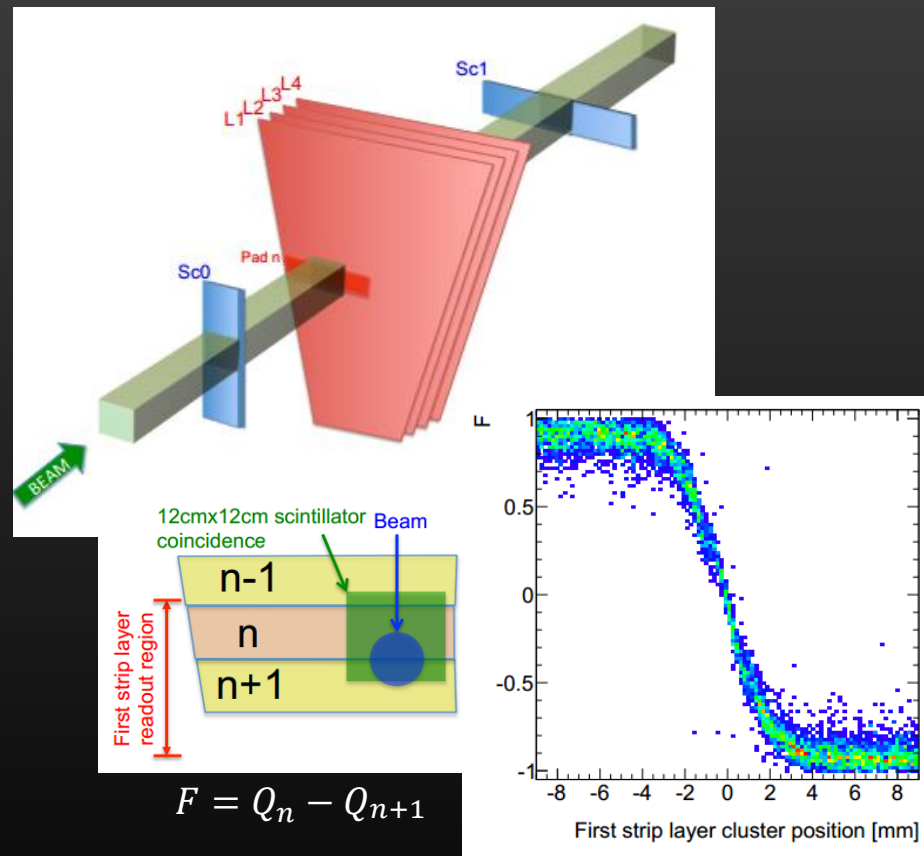 L1 L2 L3 L4
Sc1
Pad n
Sc0
BEAM
12cmx12cm scintillator
coincidence
Beam
n-1
n
n+1
First strip layer
readout region
F = Qₙ − Qₙ₊₁
F
1
0.5
0
-0.5
-1
-8 -6 -4 -2 0 2 4 6 8
First strip layer cluster position [mm]